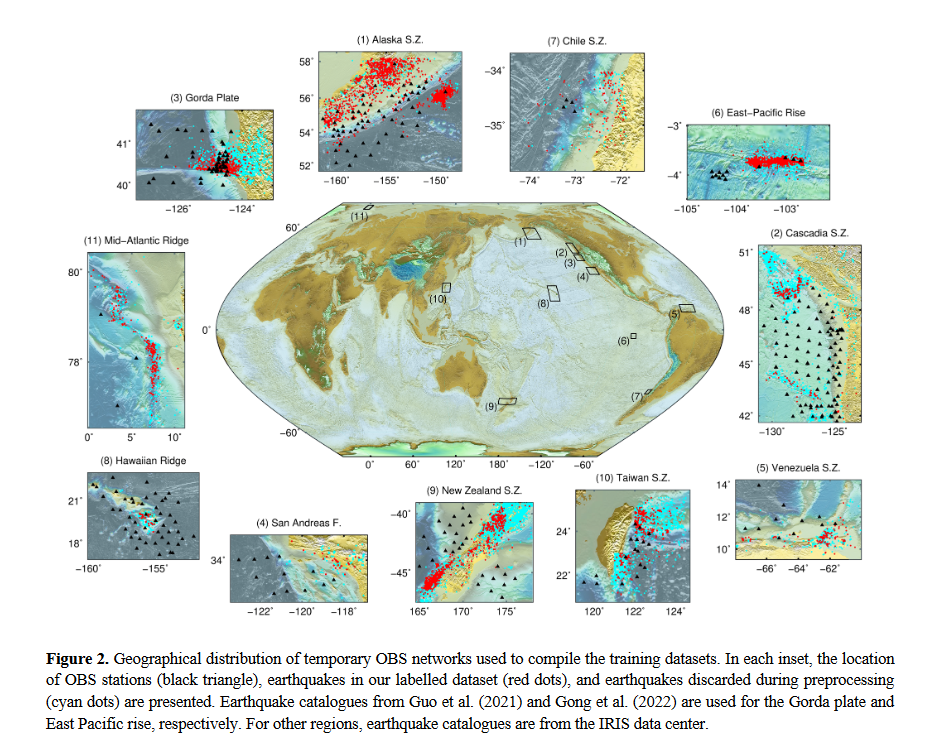 (1) Alaska S.Z.
58°
56°
54°
52°
−160° −155° −150°
(7) Chile S.Z.
−34°
−35°
−74° −73° −72°
(3) Gorda Plate
41°
40°
−126° −124°
(6) East−Pacific Rise
−3°
−4°
−105° −104° −103°
(11) Mid−Atlantic Ridge
80°
78°
0° 5° 10°
60°
0°
−60°
0° 60° 120° 180° −120° −60°
(11)
(1)
(2)
(3)
(4)
(10)
(8)
(5)
(6)
(7)
(9)
(2) Cascadia S.Z.
51°
48°
45°
42°
−130° −125°
(8) Hawaiian Ridge
21°
18°
−160° −155°
(4) San Andreas F.
34°
−122° −120° −118°
(9) New Zealand S.Z.
−40°
−45°
165° 170° 175°
(10) Taiwan S.Z.
24°
22°
120° 122° 124°
(5) Venezuela S.Z.
14°
12°
10°
−66° −64° −62°
Figure 2. Geographical distribution of temporary OBS networks used to compile the training datasets. In each inset, the location
of OBS stations (black triangle), earthquakes in our labelled dataset (red dots), and earthquakes discarded during preprocessing
(cyan dots) are presented. Earthquake catalogues from Guo et al. (2021) and Gong et al. (2022) are used for the Gorda plate and
East Pacific rise, respectively. For other regions, earthquake catalogues are from the IRIS data center.